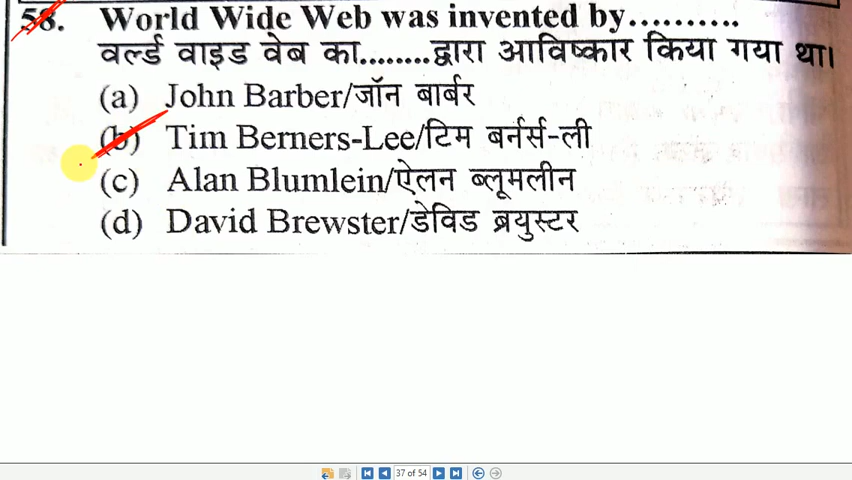 58. World Wide Web was invented by..........
वर्ल्ड वाइड वेब का........द्वारा आविष्कार किया गया था।
(a) John Barber/जॉन बार्बर
(b) Tim Berners-Lee/टिम बर्नर्स-ली
(c) Alan Blumlein/ऐलन ब्लूमलीन
(d) David Brewster/डेविड ब्रयुस्टर
37 of 54